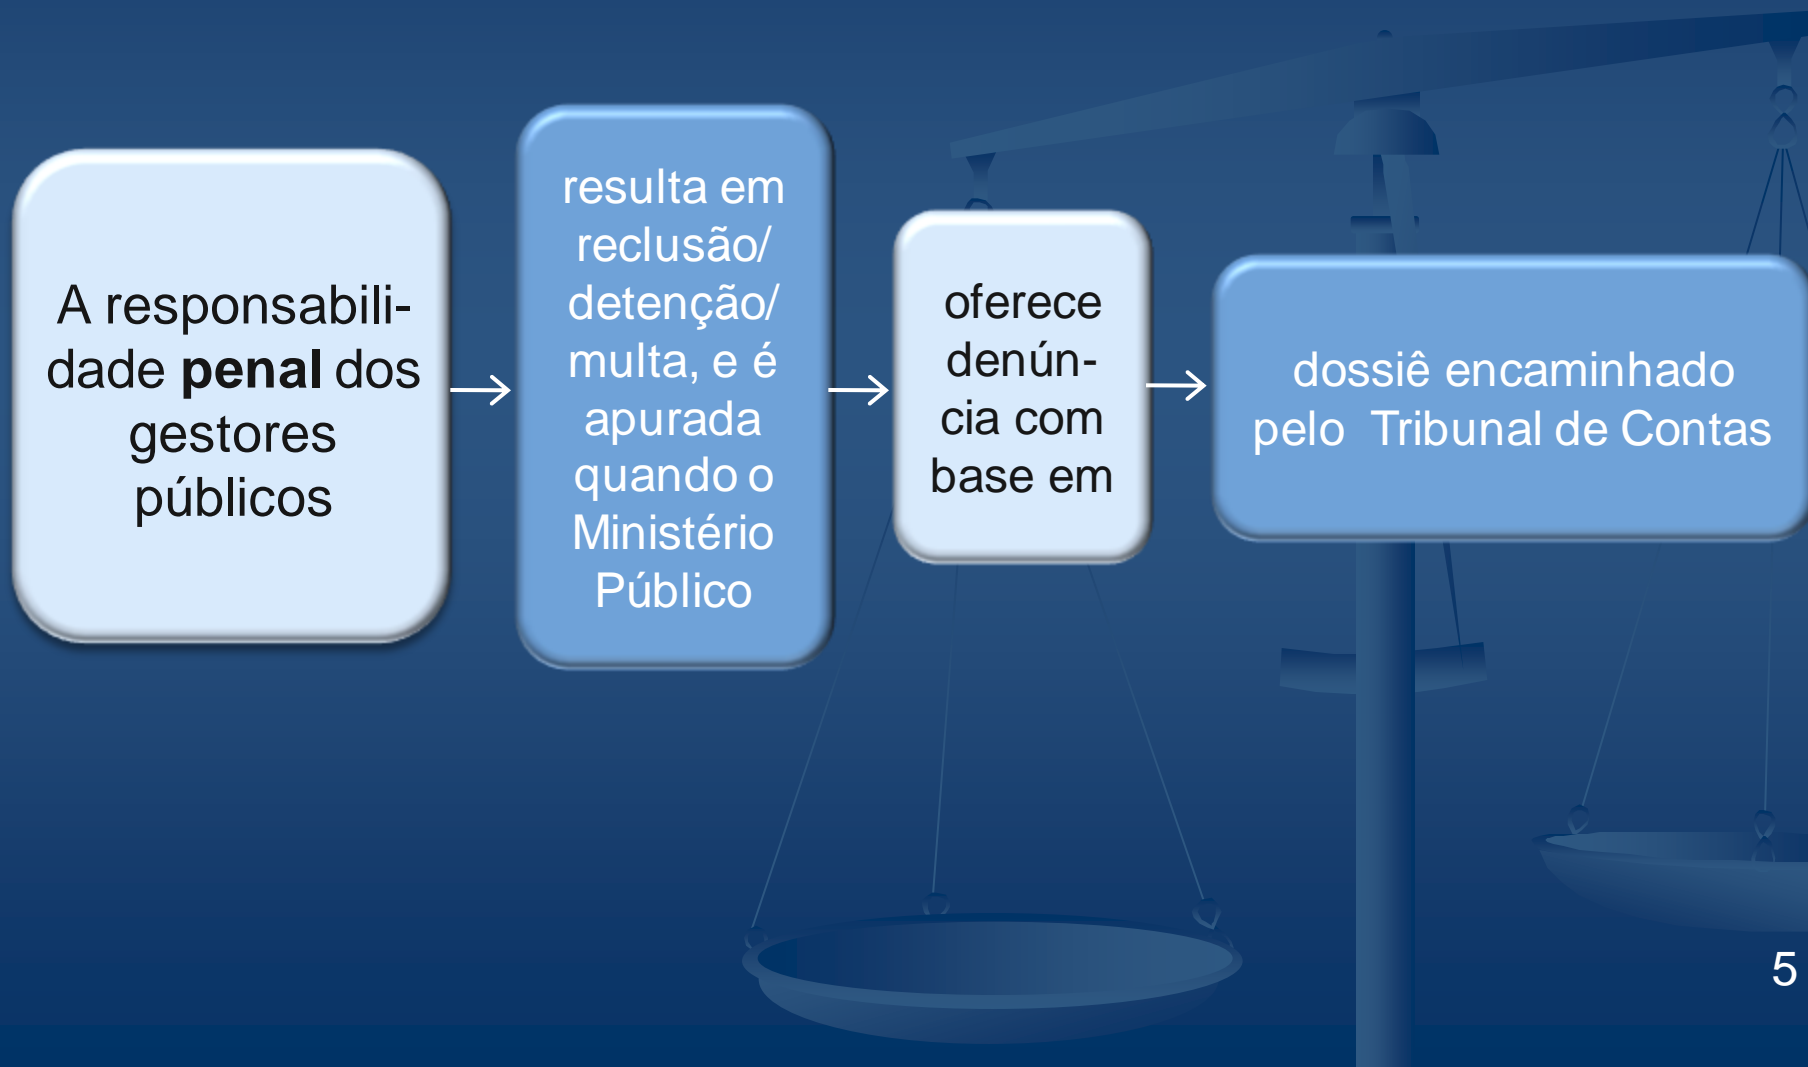 A responsabili-
dade penal dos
gestores
públicos
resulta em
reclusão/
detenção/
multa, e é
apurada
quando o
Ministério
Público
oferece
denún-
cia com
base em
dossiê encaminhado
pelo Tribunal de Contas
5